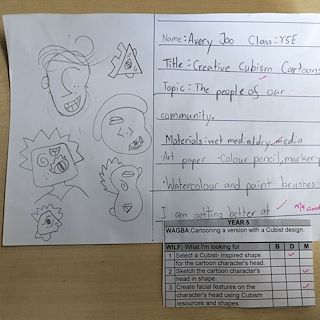 Name: Avery Joo Class: Y5E
Title: Creative Cubism Cartoon
Topic: The people of our
community.
Materials: wet media/dry media
Art paper - Colour pencil, marker
Watercolour and paint brushes
I am getting better at
YEAR 5
WAGBA: Cartooning a version with a Cubist design.
WILF: What I'm looking for B D M
1 Select a Cubist- inspired shape for the cartoon character's head.
2 Sketch the cartoon character's head in shape.
3 Create facial features on the character's head using Cubism resources and shapes.